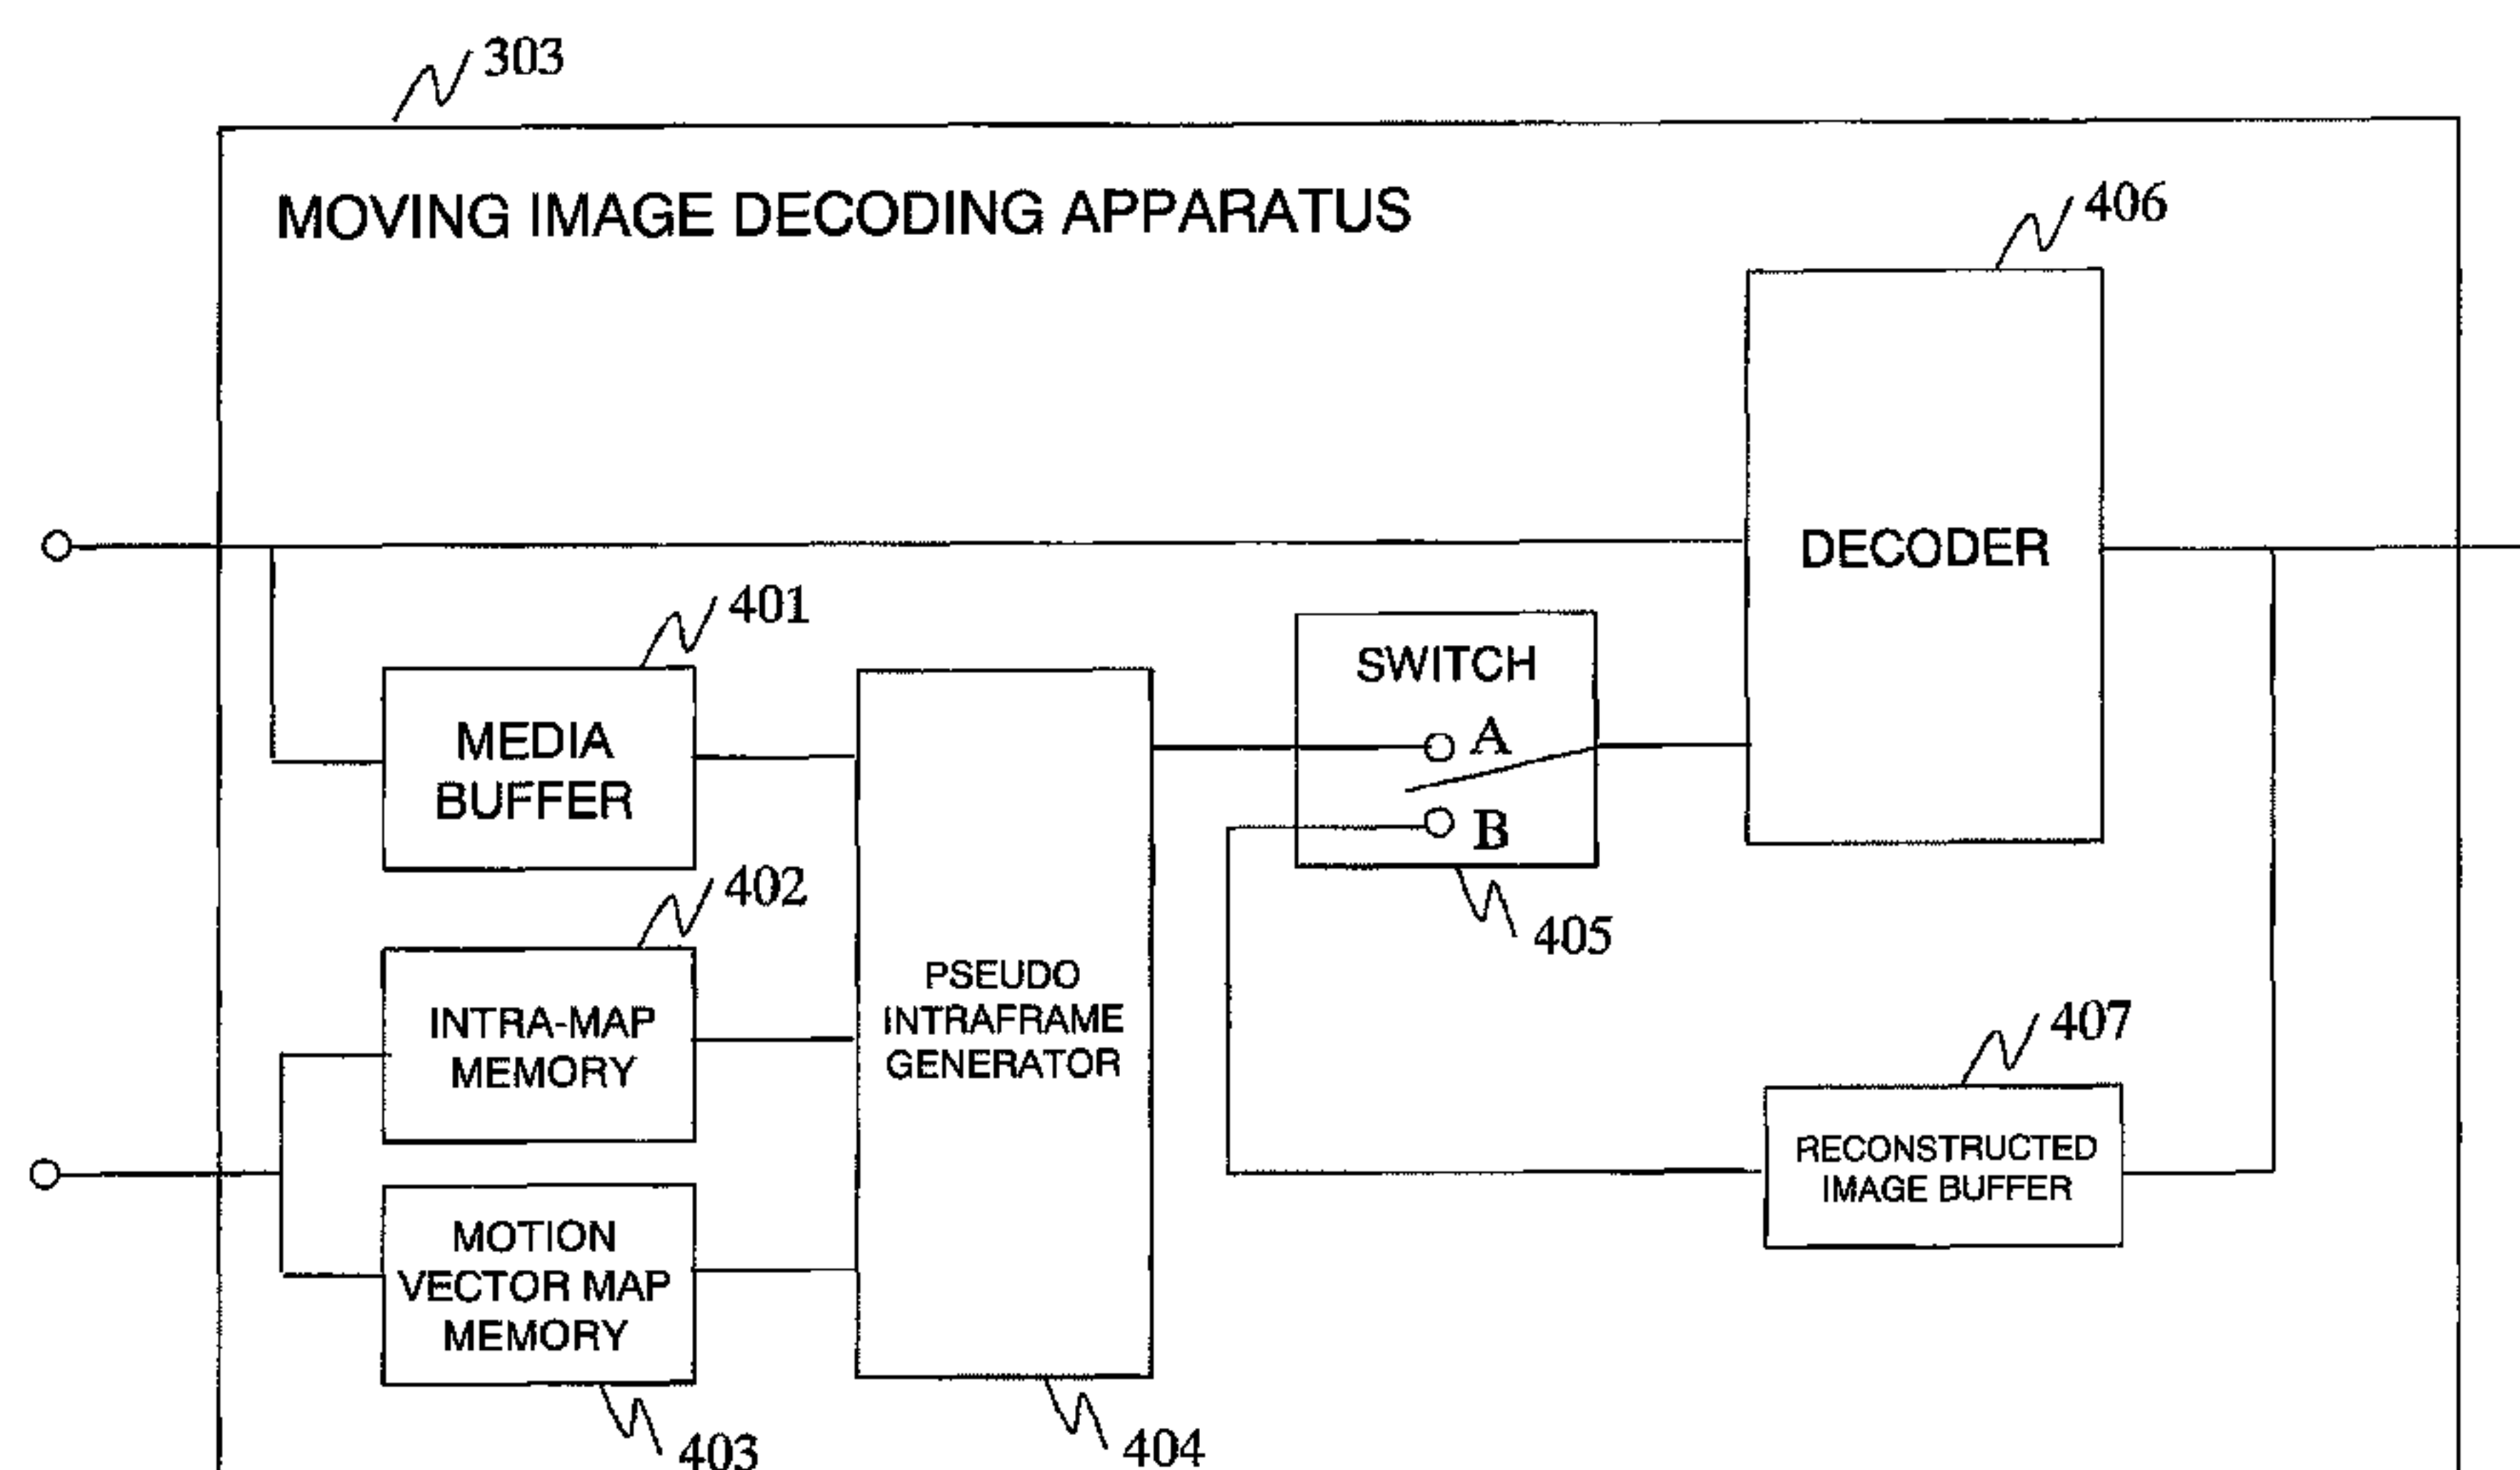 303
MOVING IMAGE DECODING APPARATUS
406
DECODER
401
SWITCH
A
B
MEDIA
BUFFER
402
405
PSEUDO
INTRAFRAME
GENERATOR
INTRA-MAP
MEMORY
407
RECONSTRUCTED
IMAGE BUFFER
MOTION
VECTOR MAP
MEMORY
403
404